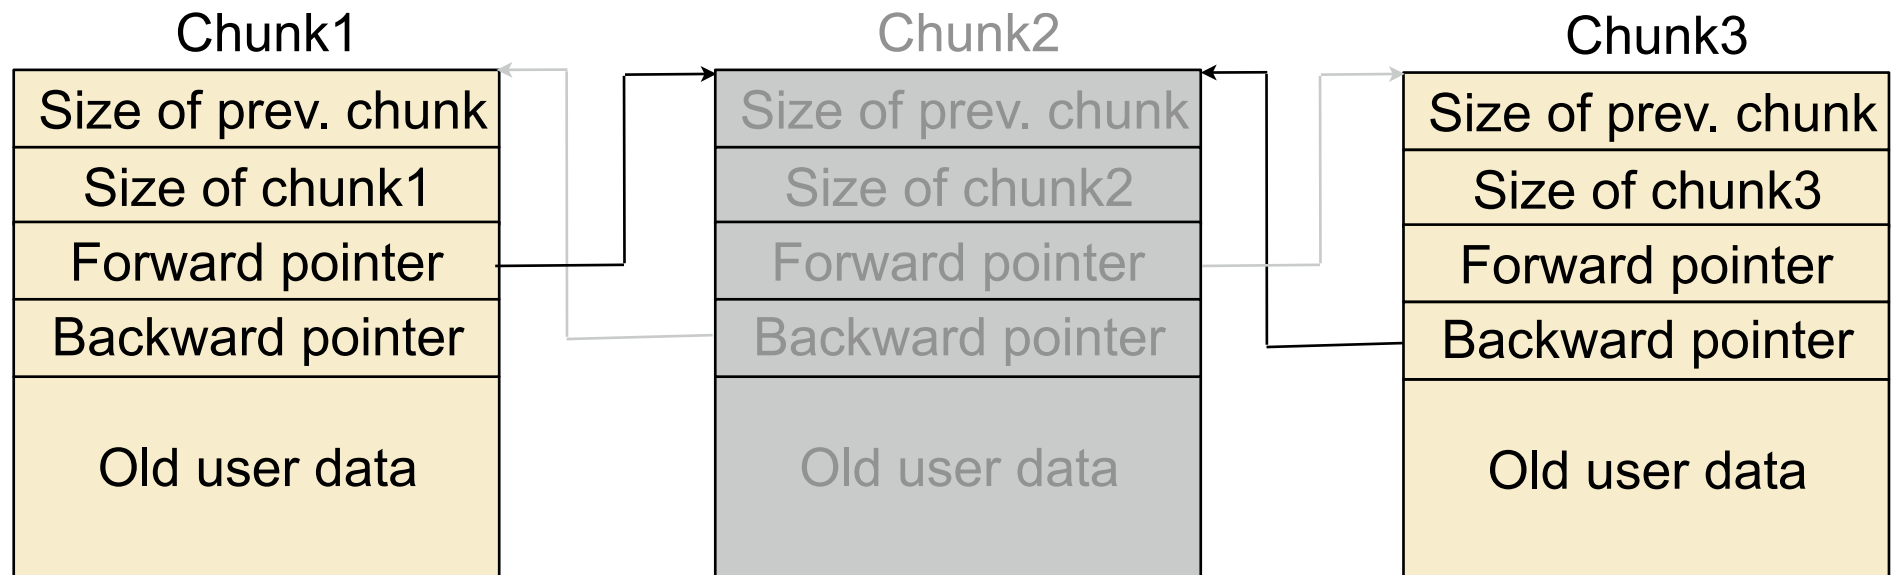 Chunk1
Size of prev. chunk
Size of chunk1
Forward pointer
Backward pointer
Old user data
Chunk2
Size of prev. chunk
Size of chunk2
Forward pointer
Backward pointer
Old user data
Chunk3
Size of prev. chunk
Size of chunk3
Forward pointer
Backward pointer
Old user data